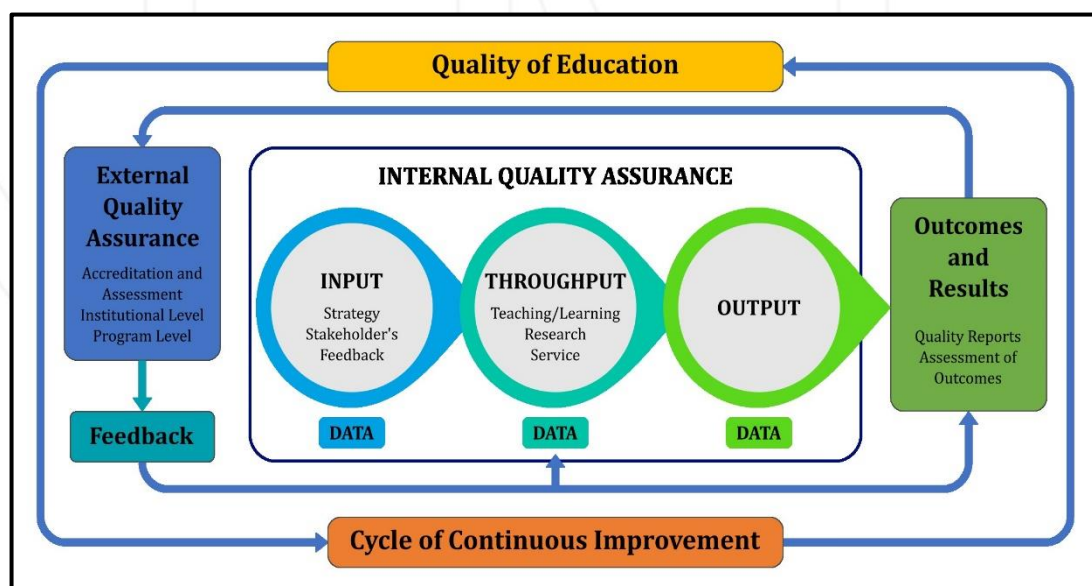 Quality of Education
External
Quality
Assurance
Accreditation and
Assessment
Institutional Level
Program Level
Feedback
INTERNAL QUALITY ASSURANCE
INPUT
Strategy
Stakeholder's
Feedback
DATA
THROUGHPUT
Teaching/Learning
Research
Service
DATA
OUTPUT
DATA
Outcomes
and
Results
Quality Reports
Assessment of
Outcomes
Cycle of Continuous Improvement